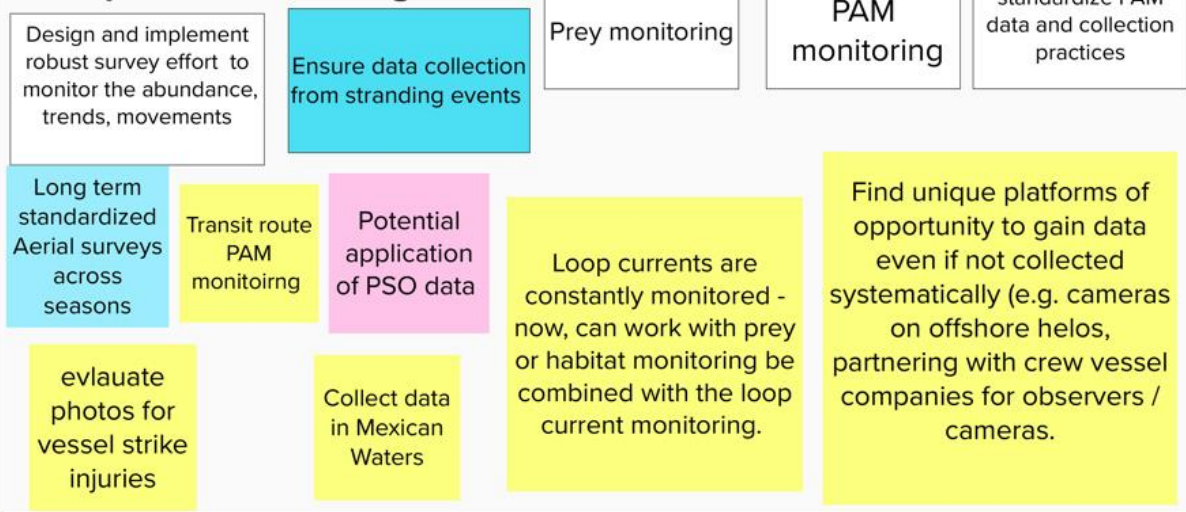 Design and implement
robust survey effort to
monitor the abundance,
trends, movements
Ensure data collection
from stranding events
Prey monitoring
PAM
monitoring
standardize PAM
data and collection
practices
Long term
standardized
Aerial surveys
across
seasons
Transit route
PAM
monitoirng
Potential
application
of PSO data
Loop currents are
constantly monitored -
now, can work with prey
or habitat monitoring be
combined with the loop
current monitoring.
Find unique platforms of
opportunity to gain data
even if not collected
systematically (e.g. cameras
on offshore helos,
partnering with crew vessel
companies for observers /
cameras.
evlauate
photos for
vessel strike
injuries
Collect data
in Mexican
Waters